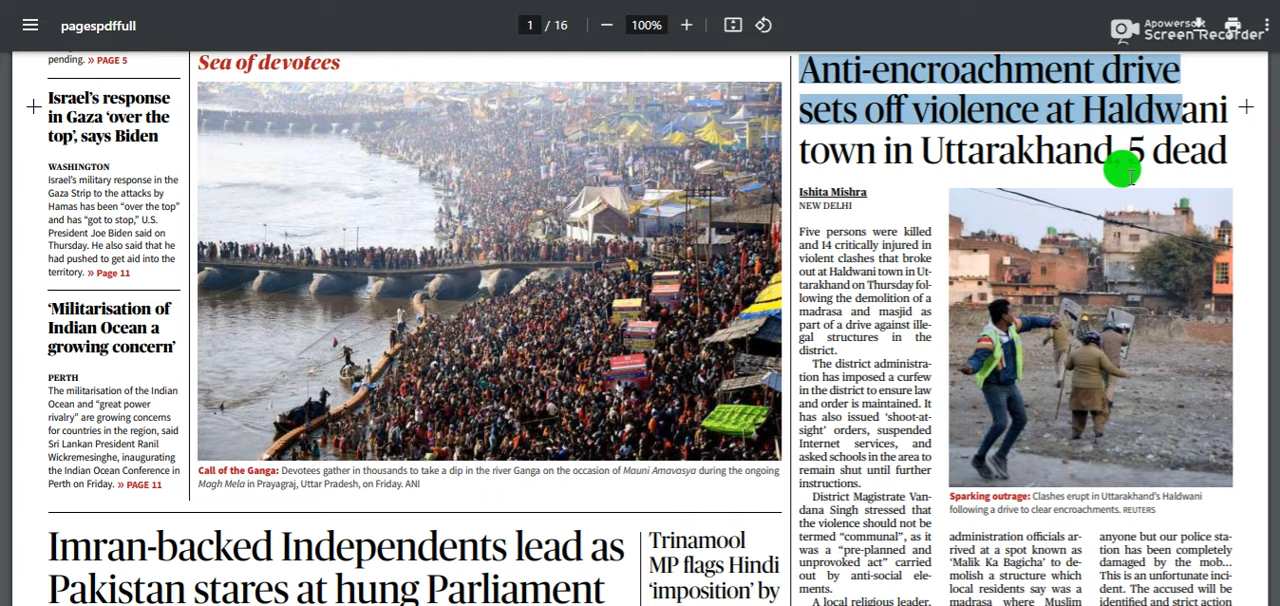 pagespdffull
1 / 16
100%
Apowersoft
Screen Recorder
pending. » PAGE 5
Israel’s response
in Gaza ‘over the
top’, says Biden
WASHINGTON
Israel’s military response in
the Gaza Strip to the attacks by
Hamas has been “over the top”
and has “got to stop,” U.S.
President Joe Biden said on
Thursday. He also said that he
had pushed to get aid into the
territory. » Page 11
‘Militarisation of
Indian Ocean a
growing concern’
PERTH
The militarisation of the Indian
Ocean and “great power
rivalry” are growing concerns
for countries in the region, said
Sri Lankan President Ranil
Wickremesinghe, inaugurating
the Indian Ocean Conference in
Perth on Friday. » PAGE 11
Sea of devotees
Call of the Ganga: Devotees gather in thousands to take a dip in the river Ganga on the occasion of Mauni Amavasya during the ongoing
Magh Mela in Prayagraj, Uttar Pradesh, on Friday. ANI
Imran-backed Independents lead as
Pakistan stares at hung Parliament
Trinamool
MP flags Hindi
‘imposition’ by
Anti-encroachment drive
sets off violence at Haldwani
town in Uttarakhand, 5 dead
Ishita Mishra
NEW DELHI
Five persons were killed
and 14 critically injured in
violent clashes that broke
out at Haldwani town in Ut-
tarakhand on Thursday fol-
lowing the demolition of a
madrasa and masjid as
part of a drive against ille-
gal structures in the
district.
The district administra-
tion has imposed a curfew
in the district to ensure law
and order is maintained. It
has also issued ‘shoot-at-
sight’ orders, suspended
Internet services, and
asked schools in the area to
remain shut until further
instructions.
District Magistrate Van-
dana Singh stressed that
the violence should not be
termed “communal”, as it
was a “pre-planned and
unprovoked act” carried
out by anti-social ele-
ments.
A local religious leader,
Sparking outrage: Clashes erupt in Uttarakhand’s Haldwani
following a drive to clear encroachments. REUTERS
administration officials ar-
rived at a spot known as
‘Malik Ka Bagicha’ to de-
molish a structure which
local residents say was a
madrasa where Muslim
anyone but our police sta-
tion has been completely
damaged by the mob...
This is an unfortunate inci-
dent. The accused will be
identified and strict action